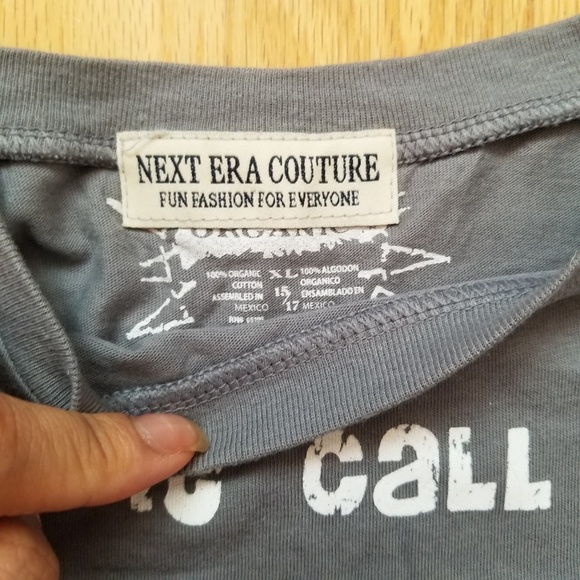 NEXT ERA COUTURE
FUN FASHION FOR EVERYONE
ORGANIC
100% ORGANIC XL 100% ALGODON
COTTON 15/17 ORGANICO
ASSEMBLED IN ENSAMBLADO EN
MEXICO MEXICO
CALL